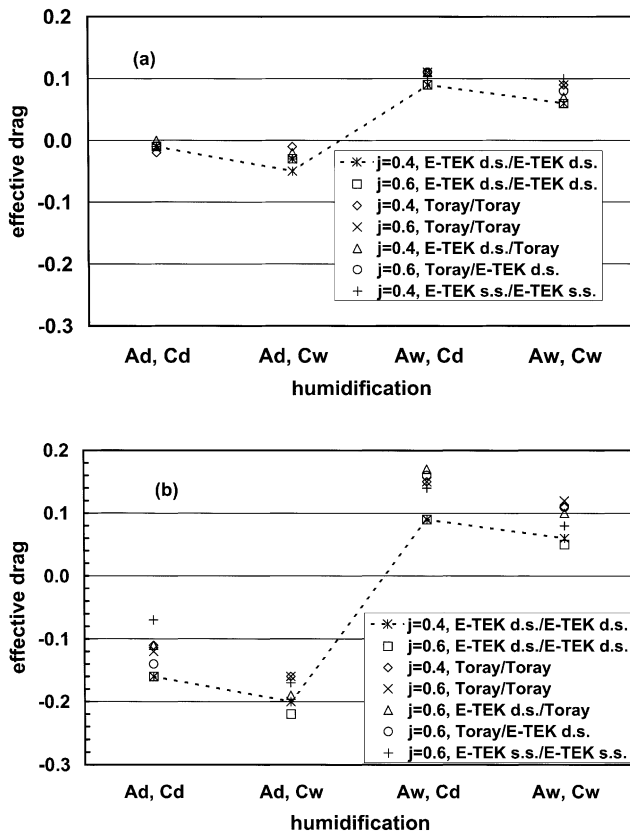 (a)
0.2
0.1
0.0
-0.1
-0.2
-0.3
effective drag
j=0.4, E-TEK d.s./E-TEK d.s.
j=0.6, E-TEK d.s./E-TEK d.s.
j=0.4, Toray/Toray
j=0.6, Toray/Toray
j=0.4, E-TEK d.s./Toray
j=0.6, Toray/E-TEK d.s.
j=0.4, E-TEK s.s./E-TEK s.s.
Ad, Cd Ad, Cw Aw, Cd Aw, Cw
humidification
(b)
0.2
0.1
0.0
-0.1
-0.2
-0.3
effective drag
j=0.4, E-TEK d.s./E-TEK d.s.
j=0.6, E-TEK d.s./E-TEK d.s.
j=0.4, Toray/Toray
j=0.6, Toray/Toray
j=0.6, E-TEK d.s./Toray
j=0.6, Toray/E-TEK d.s.
j=0.6, E-TEK s.s./E-TEK s.s.
Ad, Cd Ad, Cw Aw, Cd Aw, Cw
humidification